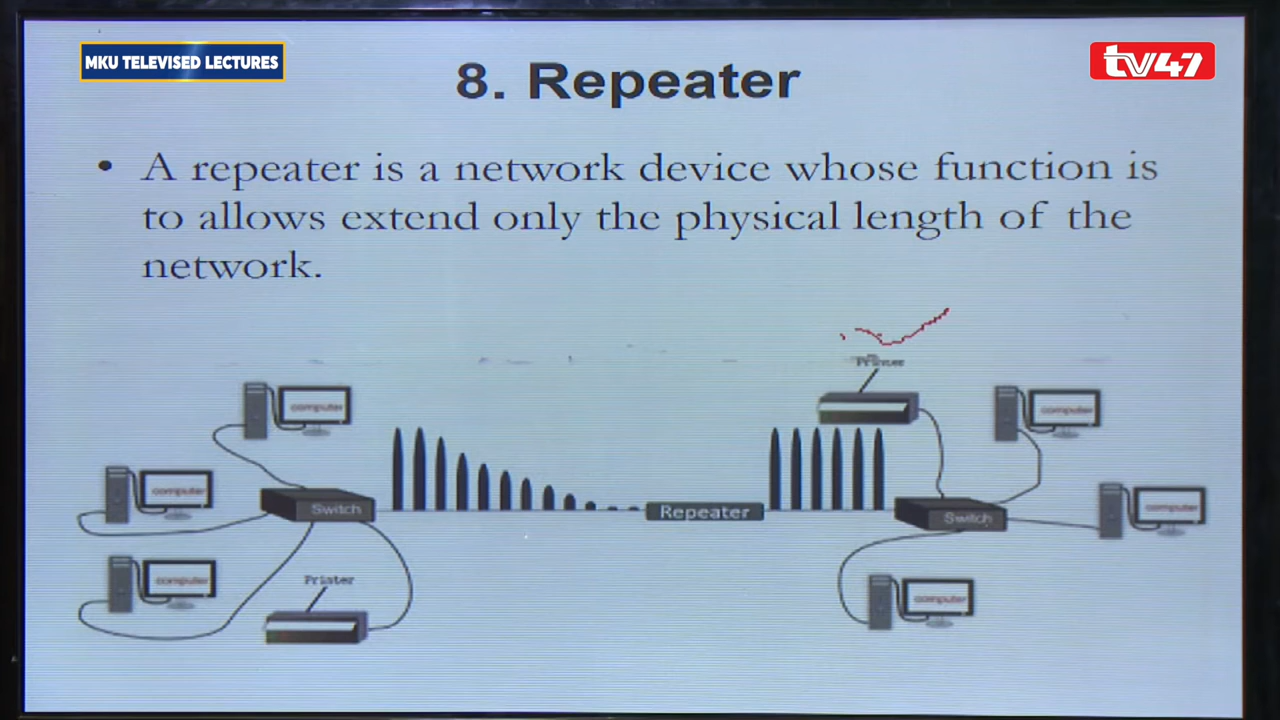 MKU TELEVISED LECTURES
tv47
8. Repeater
• A repeater is a network device whose function is
to allows extend only the physical length of the
network.
Printer
computer
computer
computer
Switch
Repeater
Switch
computer
computer
Printer
computer